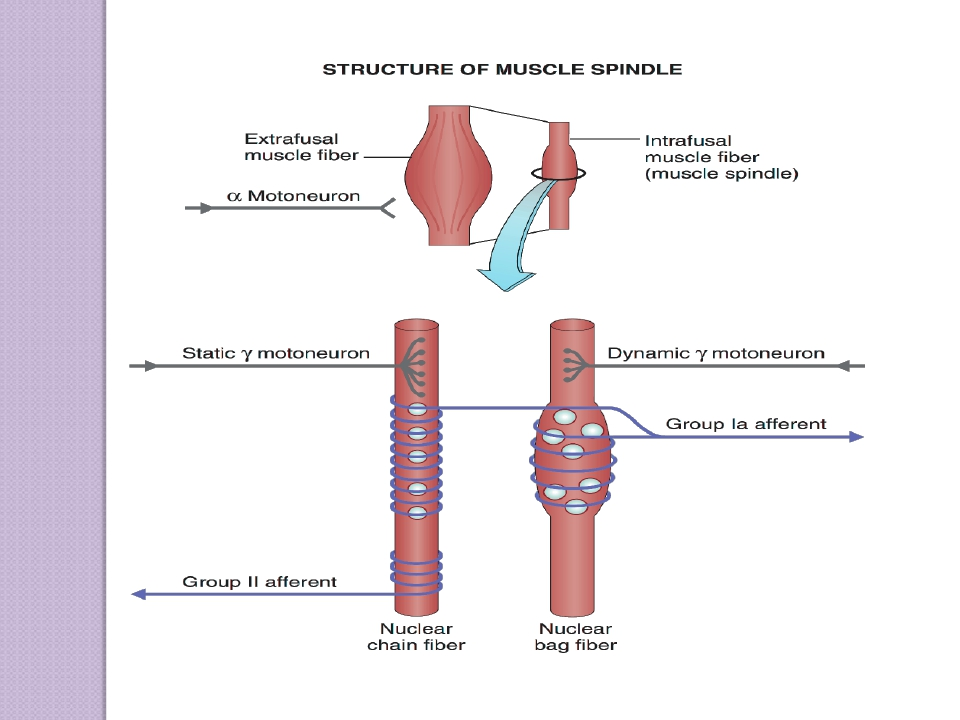 STRUCTURE OF MUSCLE SPINDLE
Extrafusal
muscle fiber
α Motoneuron
Intrafusal
muscle fiber
(muscle spindle)
Static γ motoneuron
Dynamic γ motoneuron
Group Ia afferent
Group II afferent
Nuclear
chain fiber
Nuclear
bag fiber